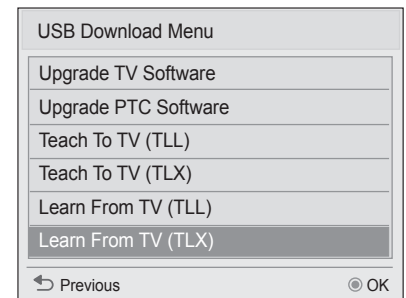 USB Download Menu
Upgrade TV Software
Upgrade PTC Software
Teach To TV (TLL)
Teach To TV (TLX)
Learn From TV (TLL)
Learn From TV (TLX)
Previous OK